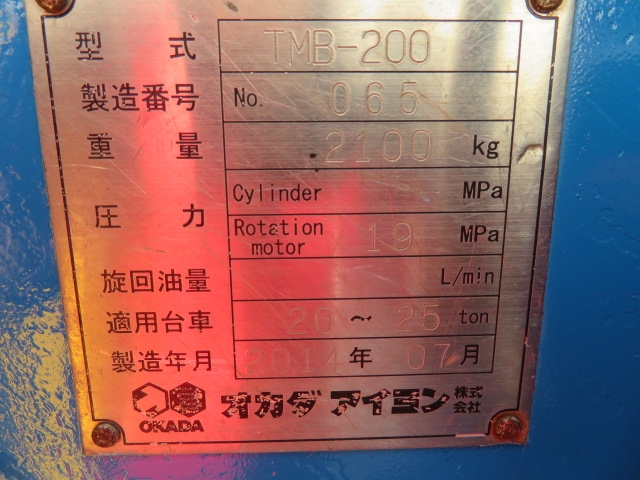 型 式 TMB-200
製造番号 No. 065
重 量 2100 kg
圧 力 Cylinder MPa
Rotation motor 19 MPa
旋回油量 L/min
適用台車 20 ～ 25 ton
製造年月 2014 年 07 月
OKADA オカダ アイヨン 株式会社